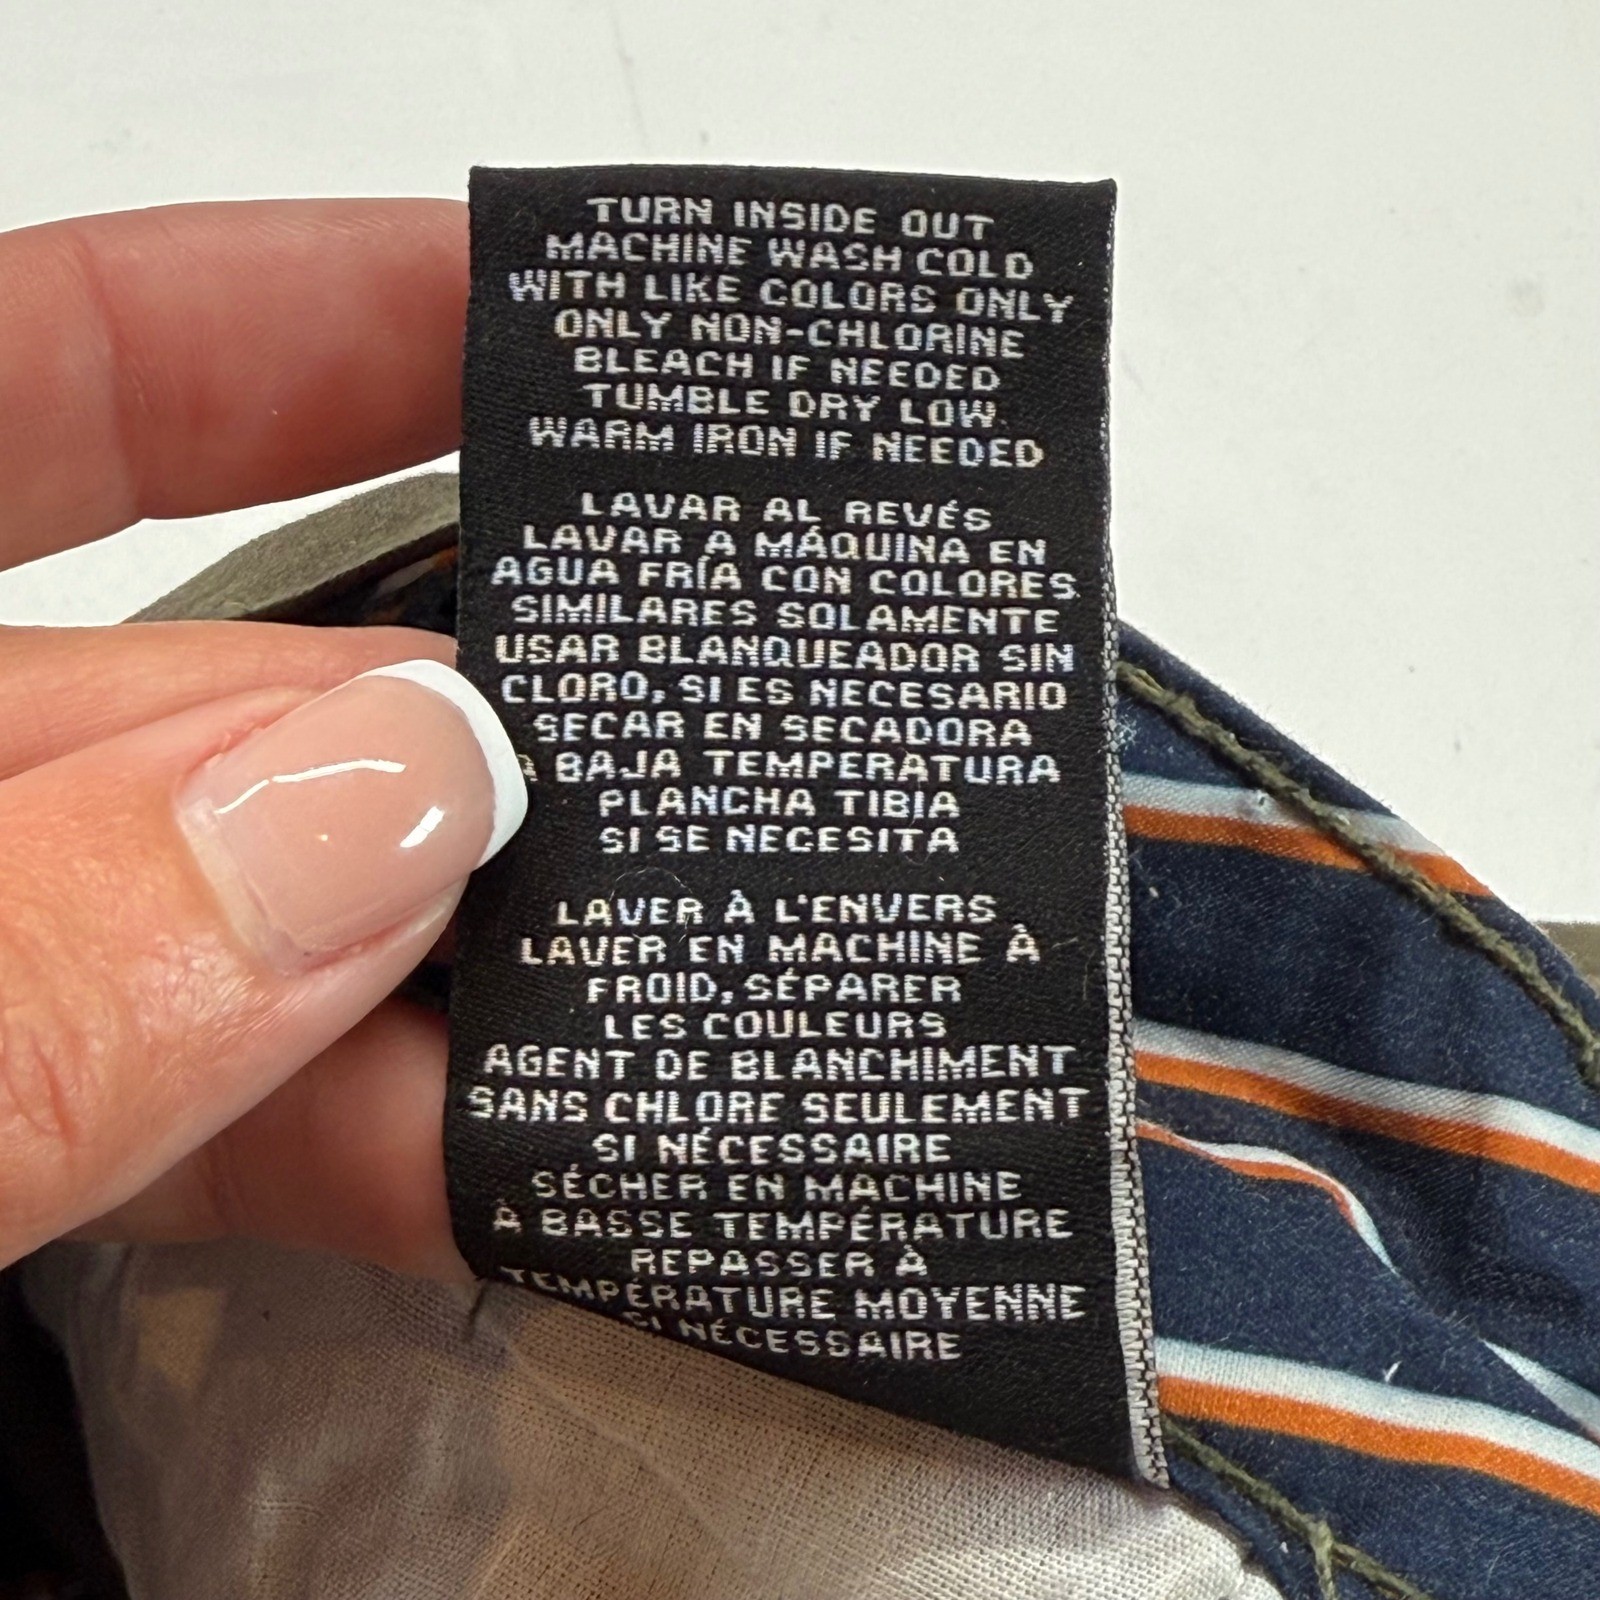 TURN INSIDE OUT
MACHINE WASH COLD
WITH LIKE COLORS ONLY
ONLY NON-CHLORINE
BLEACH IF NEEDED
TUMBLE DRY LOW
WARM IRON IF NEEDED
LAVAR AL REVÉS
LAVAR A MÁQUINA EN
AGUA FRÍA CON COLORES
SIMILARES SOLAMENTE
USAR BLANQUEADOR SIN
CLORO, SI ES NECESARIO
SECAR EN SECADORA
A BAJA TEMPERATURA
PLANCHA TIBIA
SI SE NECESITA
LAVER À L'ENVERS
LAVER EN MACHINE À
FROID, SÉPARER
LES COULEURS
AGENT DE BLANCHIMENT
SANS CHLORE SEULEMENT
SI NÉCESSAIRE
SÉCHER EN MACHINE
À BASSE TEMPÉRATURE
REPASSER À
TEMPÉRATURE MOYENNE
SI NÉCESSAIRE